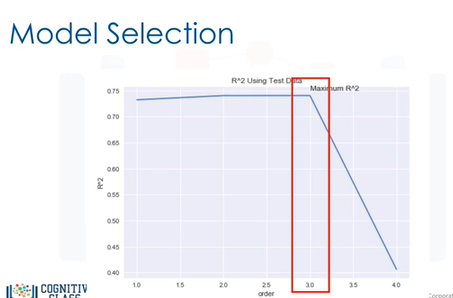 Model Selection
R^2 Using Test Data
Maximum R^2
0.75
0.70
0.65
0.60
0.55
0.50
0.45
0.40
R^2
1.0 1.5 2.0 2.5 3.0 3.5 4.0
order
COGNITIV
CLASS
Corporat